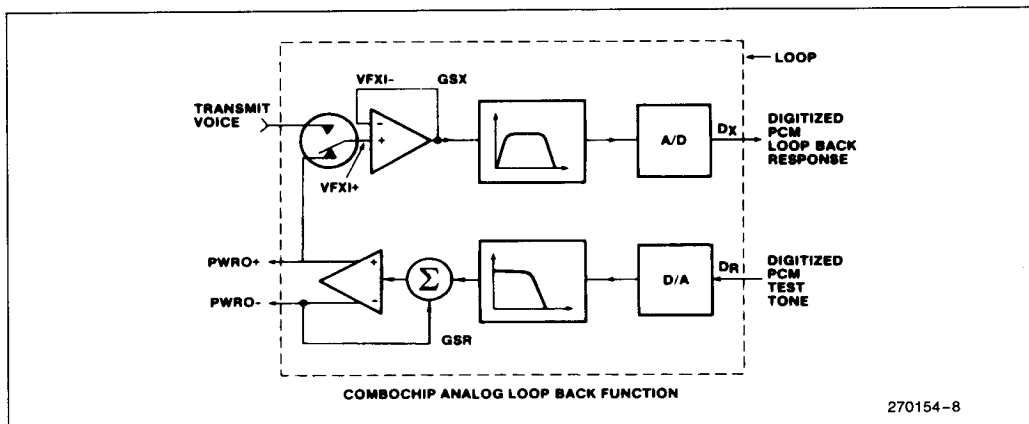 LOOP
VFXI- GSX
TRANSMIT
VOICE
- 
+
VFXI+
A/D
DX
DIGITIZED
PCM
LOOP BACK
RESPONSE
PWRO+
PWRO-
+
-
Σ
GSR
D/A
DR
DIGITIZED
PCM
TEST
TONE
COMBOCHIP ANALOG LOOP BACK FUNCTION
270154-8